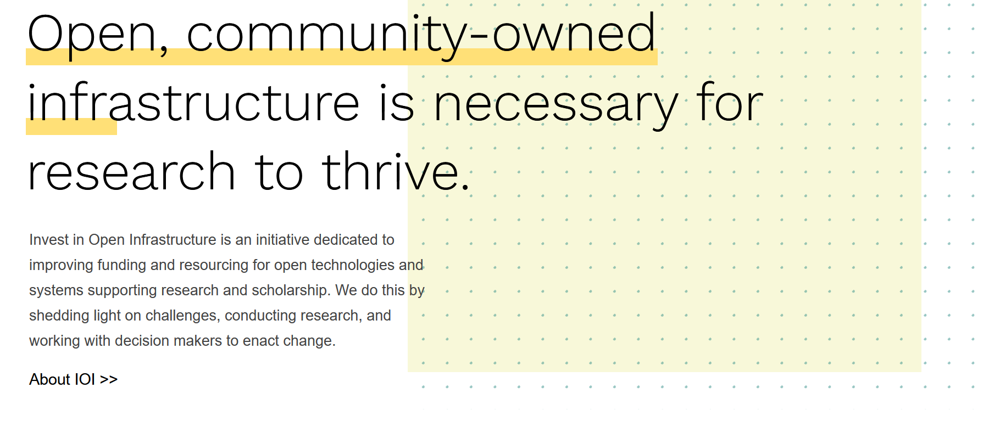 Open, community-owned
infrastructure is necessary for
research to thrive.
Invest in Open Infrastructure is an initiative dedicated to
improving funding and resourcing for open technologies and
systems supporting research and scholarship. We do this by
shedding light on challenges, conducting research, and
working with decision makers to enact change.
About IOI >>